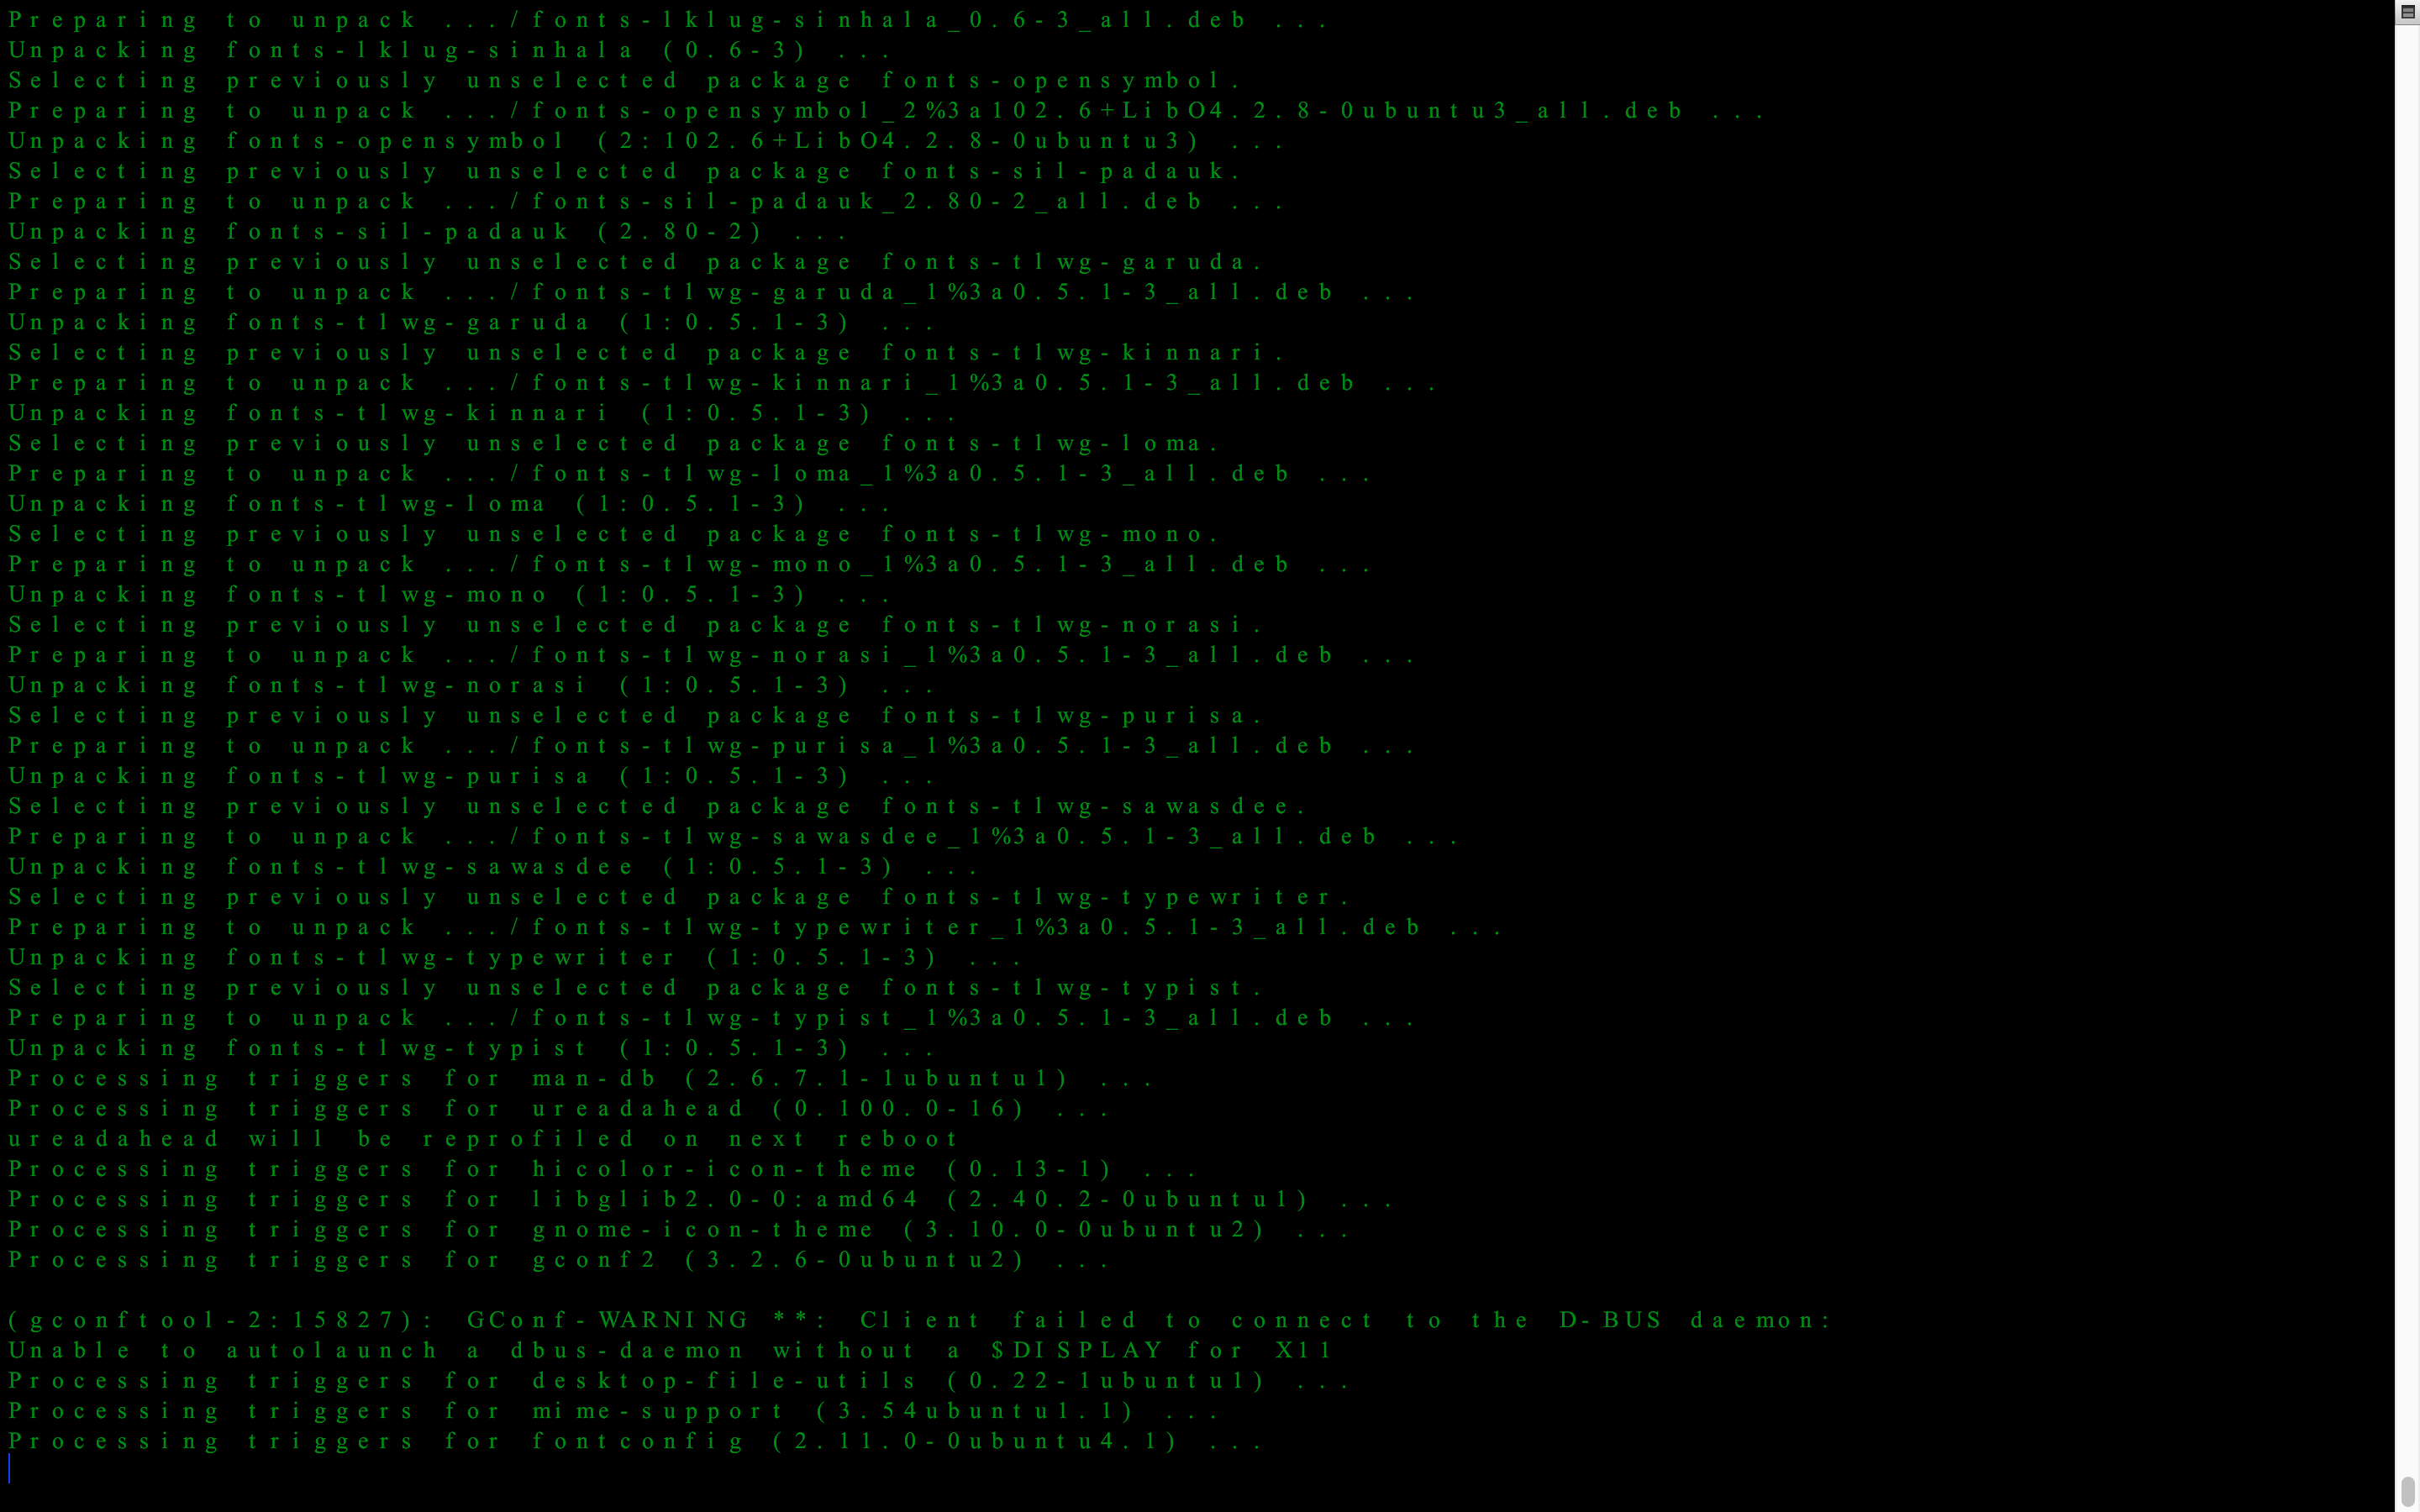 Preparing to unpack .../fonts-lklug-sinhala_0.6-3_all.deb ...
Unpacking fonts-lklug-sinhala (0.6-3) ...
Selecting previously unselected package fonts-opensymbol.
Preparing to unpack .../fonts-opensymbol_2%3a102.6+LibO4.2.8-0ubuntu3_all.deb ...
Unpacking fonts-opensymbol (2:102.6+LibO4.2.8-0ubuntu3) ...
Selecting previously unselected package fonts-sil-padauk.
Preparing to unpack .../fonts-sil-padauk_2.80-2_all.deb ...
Unpacking fonts-sil-padauk (2.80-2) ...
Selecting previously unselected package fonts-tlwg-garuda.
Preparing to unpack .../fonts-tlwg-garuda_1%3a0.5.1-3_all.deb ...
Unpacking fonts-tlwg-garuda (1:0.5.1-3) ...
Selecting previously unselected package fonts-tlwg-kinnari.
Preparing to unpack .../fonts-tlwg-kinnari_1%3a0.5.1-3_all.deb ...
Unpacking fonts-tlwg-kinnari (1:0.5.1-3) ...
Selecting previously unselected package fonts-tlwg-loma.
Preparing to unpack .../fonts-tlwg-loma_1%3a0.5.1-3_all.deb ...
Unpacking fonts-tlwg-loma (1:0.5.1-3) ...
Selecting previously unselected package fonts-tlwg-mono.
Preparing to unpack .../fonts-tlwg-mono_1%3a0.5.1-3_all.deb ...
Unpacking fonts-tlwg-mono (1:0.5.1-3) ...
Selecting previously unselected package fonts-tlwg-norasi.
Preparing to unpack .../fonts-tlwg-norasi_1%3a0.5.1-3_all.deb ...
Unpacking fonts-tlwg-norasi (1:0.5.1-3) ...
Selecting previously unselected package fonts-tlwg-purisa.
Preparing to unpack .../fonts-tlwg-purisa_1%3a0.5.1-3_all.deb ...
Unpacking fonts-tlwg-purisa (1:0.5.1-3) ...
Selecting previously unselected package fonts-tlwg-sawasdee.
Preparing to unpack .../fonts-tlwg-sawasdee_1%3a0.5.1-3_all.deb ...
Unpacking fonts-tlwg-sawasdee (1:0.5.1-3) ...
Selecting previously unselected package fonts-tlwg-typewriter.
Preparing to unpack .../fonts-tlwg-typewriter_1%3a0.5.1-3_all.deb ...
Unpacking fonts-tlwg-typewriter (1:0.5.1-3) ...
Selecting previously unselected package fonts-tlwg-typist.
Preparing to unpack .../fonts-tlwg-typist_1%3a0.5.1-3_all.deb ...
Unpacking fonts-tlwg-typist (1:0.5.1-3) ...
Processing triggers for man-db (2.6.7.1-1ubuntu1) ...
Processing triggers for ureadahead (0.100.0-16) ...
ureadahead will be reprofiled on next reboot
Processing triggers for hicolor-icon-theme (0.13-1) ...
Processing triggers for libglib2.0-0:amd64 (2.40.2-0ubuntu1) ...
Processing triggers for gnome-icon-theme (3.10.0-0ubuntu2) ...
Processing triggers for gconf2 (3.2.6-0ubuntu2) ...
(gconftool-2:15827): GConf-WARNING **: Client failed to connect to the D-BUS daemon:
Unable to autolaunch a dbus-daemon without a $DISPLAY for X11
Processing triggers for desktop-file-utils (0.22-1ubuntu1) ...
Processing triggers for mime-support (3.54ubuntu1.1) ...
Processing triggers for fontconfig (2.11.0-0ubuntu4.1) ...